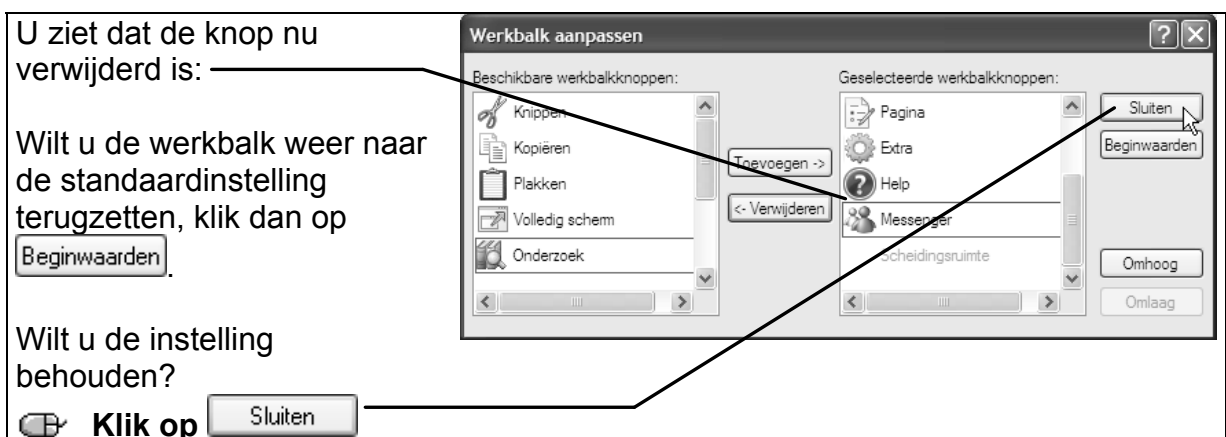 U ziet dat de knop nu
verwijderd is:
Wilt u de werkbalk weer naar
de standaardinstelling
terugzetten, klik dan op
Beginwaarden.
Wilt u de instelling
behouden?
Klik op Sluiten
Werkbalk aanpassen
Beschikbare werkbalkknoppen:
Knippen
Kopiëren
Plakken
Volledig scherm
Onderzoek
Toevoegen ->
<- Verwijderen
Geselecteerde werkbalkknoppen:
Pagina
Extra
Help
Messenger
Scheidingsruimte
Sluiten
Beginwaarden
Omhoog
Omlaag